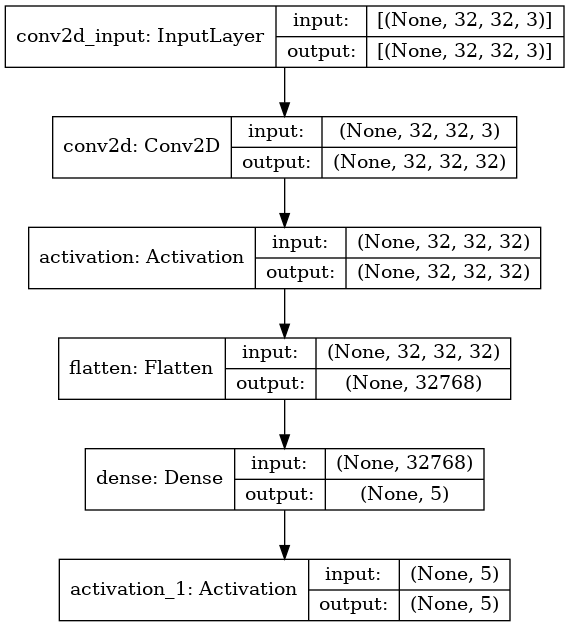 conv2d_input: InputLayer
input: [(None, 32, 32, 3)]
output: [(None, 32, 32, 3)]
conv2d: Conv2D
input: (None, 32, 32, 3)
output: (None, 32, 32, 32)
activation: Activation
input: (None, 32, 32, 32)
output: (None, 32, 32, 32)
flatten: Flatten
input: (None, 32, 32, 32)
output: (None, 32768)
dense: Dense
input: (None, 32768)
output: (None, 5)
activation_1: Activation
input: (None, 5)
output: (None, 5)